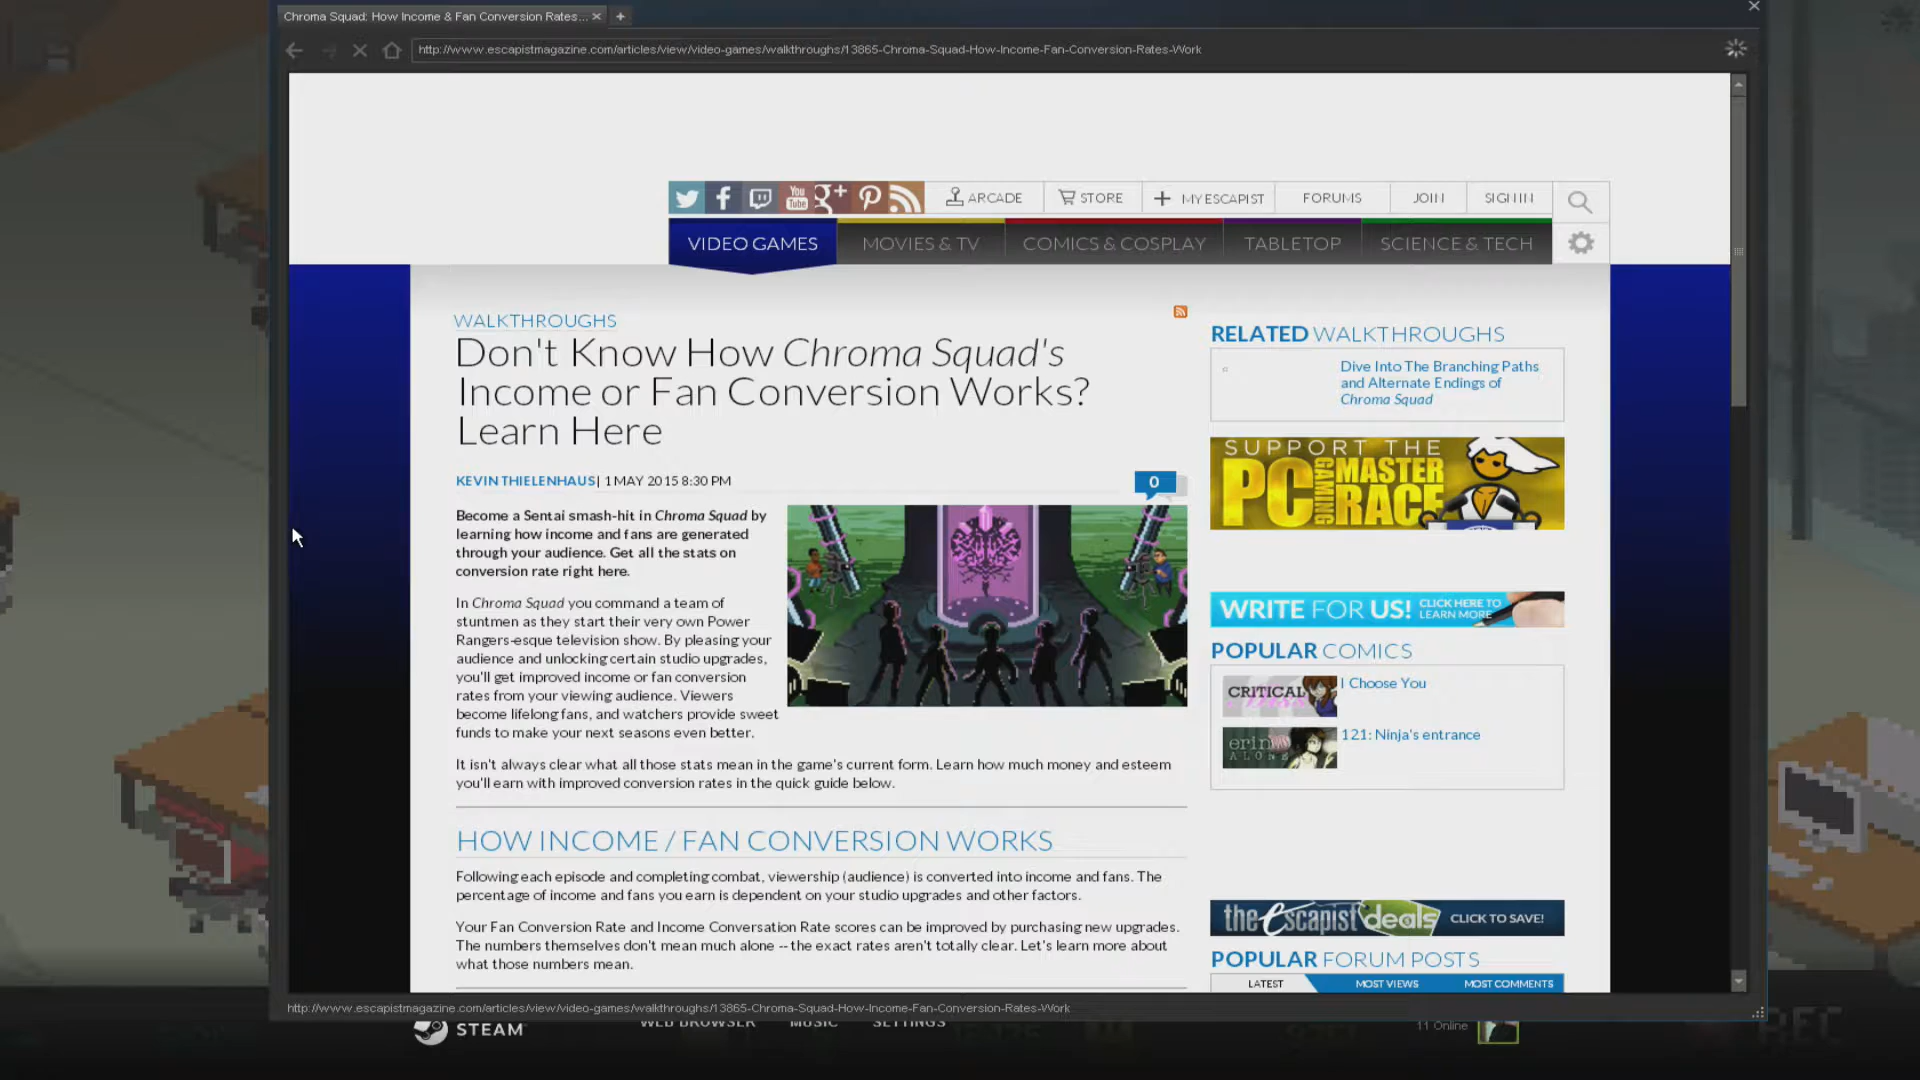 Chroma Squad: How Income & Fan Conversion Rates...
http://www.escapistmagazine.com/articles/view/video-games/walkthroughs/13865-Chroma-Squad-How-Income-Fan-Conversion-Rates-Work
You Tube
g+
ARCADE
STORE
MY ESCAPIST
FORUMS
JOIN
SIGN IN
VIDEO GAMES
MOVIES & TV
COMICS & COSPLAY
TABLETOP
SCIENCE & TECH
WALKTHROUGHS
Don't Know How Chroma Squad's
Income or Fan Conversion Works?
Learn Here
KEVIN THIELENHAUS | 1 MAY 2015 8:30 PM
0
Become a Sentai smash-hit in Chroma Squad by
learning how income and fans are generated
through your audience. Get all the stats on
conversion rate right here.
In Chroma Squad you command a team of
stuntmen as they start their very own Power
Rangers-esque television show. By pleasing your
audience and unlocking certain studio upgrades,
you'll get improved income or fan conversion
rates from your viewing audience. Viewers
become lifelong fans, and watchers provide sweet
funds to make your next seasons even better.
It isn't always clear what all those stats mean in the game's current form. Learn how much money and esteem
you'll earn with improved conversion rates in the quick guide below.
HOW INCOME / FAN CONVERSION WORKS
Following each episode and completing combat, viewership (audience) is converted into income and fans. The
percentage of income and fans you earn is dependent on your studio upgrades and other factors.
Your Fan Conversion Rate and Income Conversation Rate scores can be improved by purchasing new upgrades.
The numbers themselves don't mean much alone -- the exact rates aren't totally clear. Let's learn more about
what those numbers mean.
RELATED WALKTHROUGHS
Dive Into The Branching Paths
and Alternate Endings of
Chroma Squad
SUPPORT THE
PC GAMING MASTER
RACE
WRITE FOR US! CLICK HERE TO
LEARN MORE
POPULAR COMICS
CRITICAL
I Choose You
erin
ALONE
121: Ninja's entrance
the escapist deals CLICK TO SAVE!
POPULAR FORUM POSTS
LATEST
MOST VIEWS
MOST COMMENTS
http://www.escapistmagazine.com/articles/view/video-games/walkthroughs/13865-Chroma-Squad-How-Income-Fan-Conversion-Rates-Work
STEAM
WEB BROWSER
MUSIC
SETTINGS
11 Online
REC